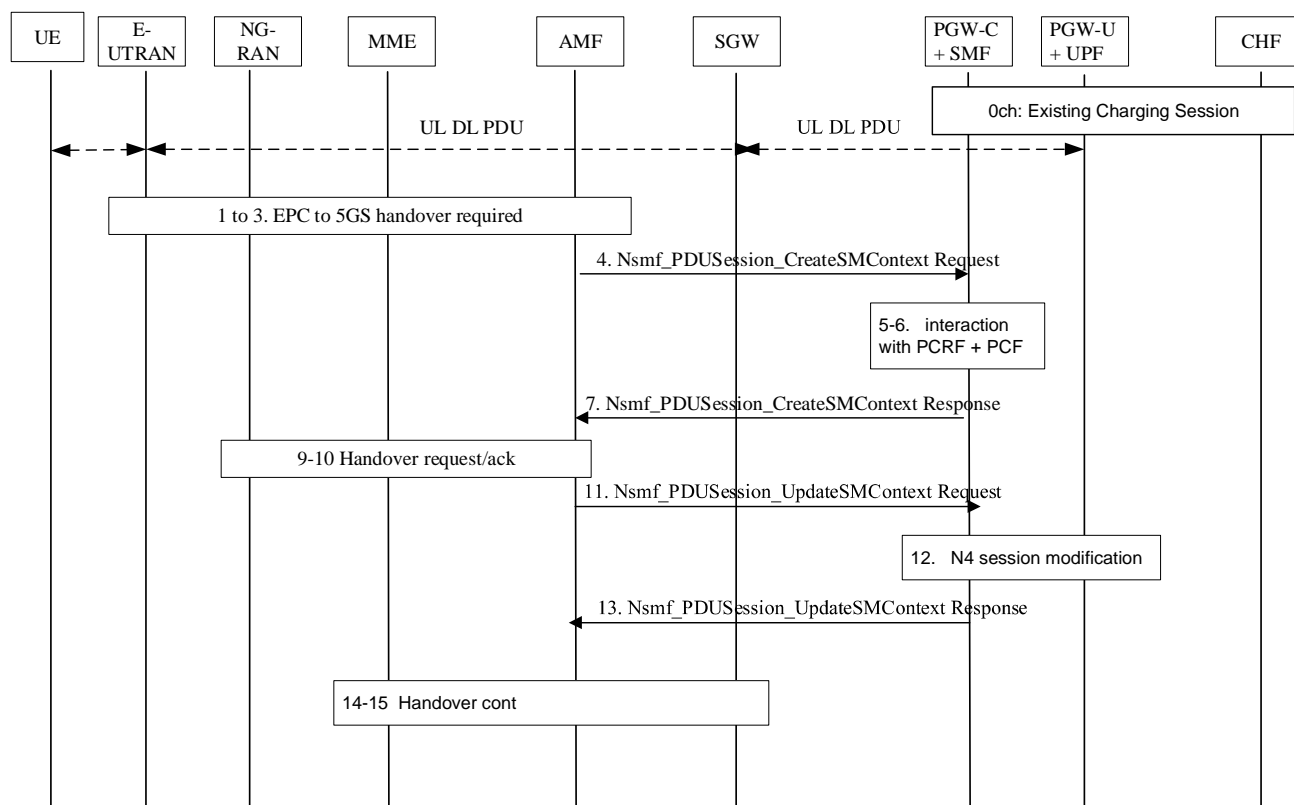 UE
E-
UTRAN
NG-
RAN
MME
AMF
SGW
PGW-C
+ SMF
PGW-U
+ UPF
CHF
0ch: Existing Charging Session
UL DL PDU
UL DL PDU
1 to 3. EPC to 5GS handover required
4. Nsmf_PDUSession_CreateSMContext Request
5-6. interaction
with PCRF + PCF
7. Nsmf_PDUSession_CreateSMContext Response
9-10 Handover request/ack
11. Nsmf_PDUSession_UpdateSMContext Request
12. N4 session modification
13. Nsmf_PDUSession_UpdateSMContext Response
14-15 Handover cont